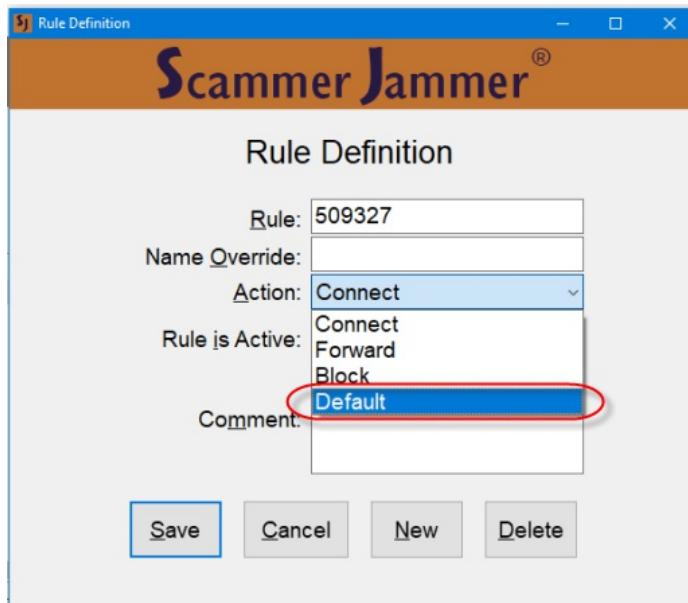 SJ Rule Definition
Scammer Jammer®
Rule Definition
Rule: 509327
Name Override:
Action: Connect
Connect
Rule is Active:
Forward
Block
Default
Comment:
Save Cancel New Delete